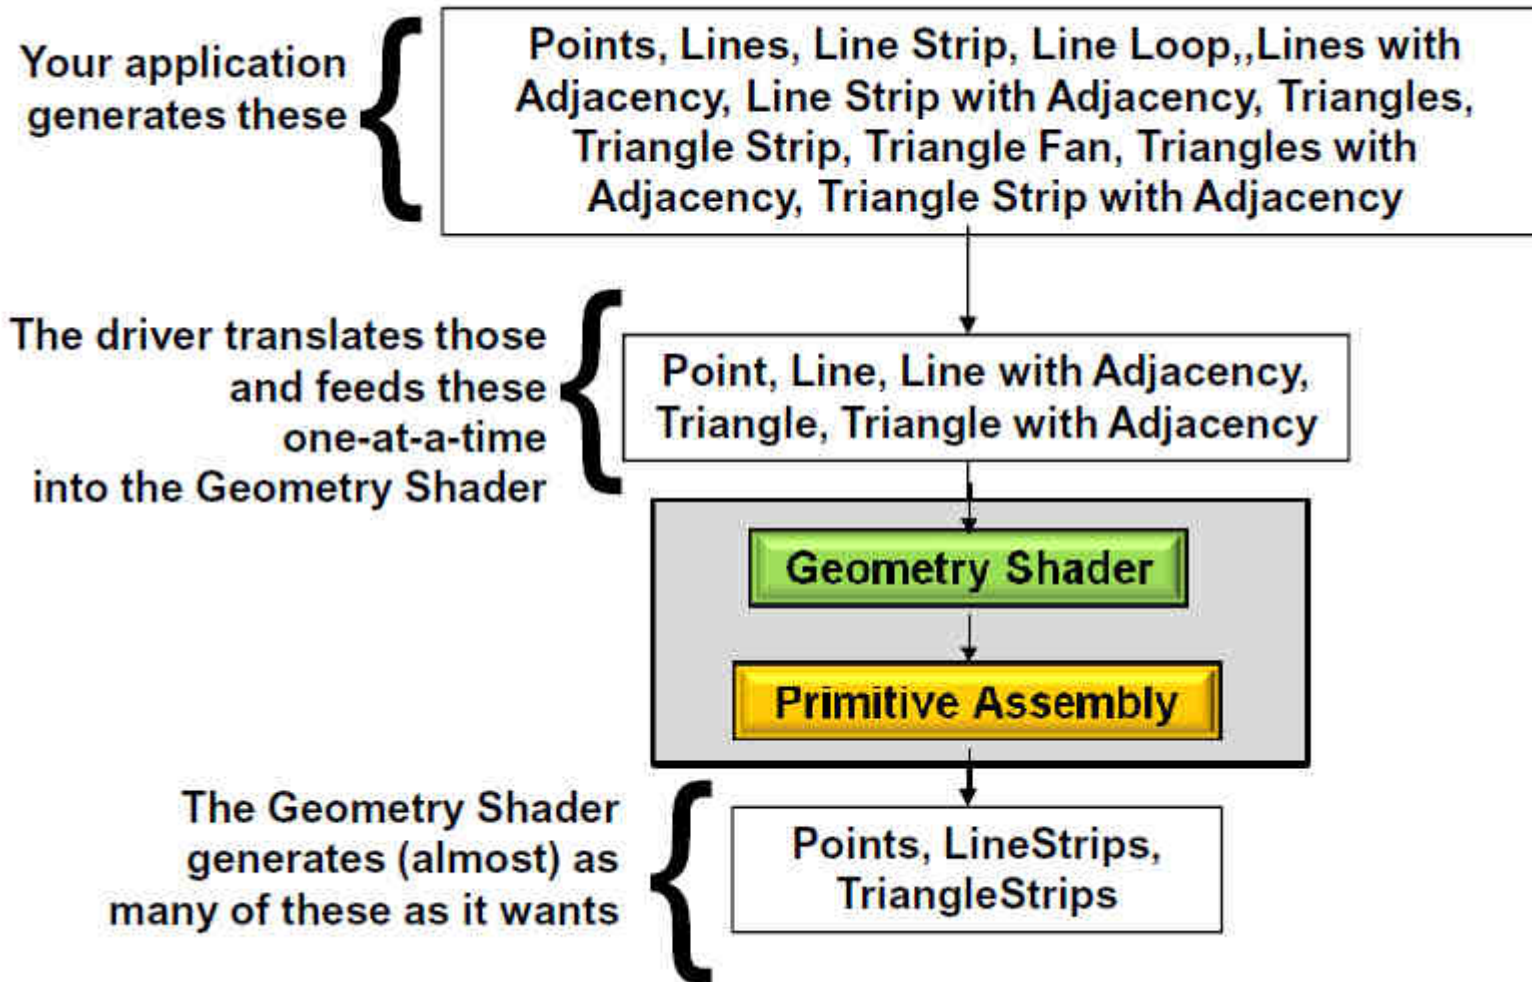 Your application
generates these
Points, Lines, Line Strip, Line Loop,,Lines with
Adjacency, Line Strip with Adjacency, Triangles,
Triangle Strip, Triangle Fan, Triangles with
Adjacency, Triangle Strip with Adjacency
The driver translates those
and feeds these
one-at-a-time
into the Geometry Shader
Point, Line, Line with Adjacency,
Triangle, Triangle with Adjacency
Geometry Shader
Primitive Assembly
The Geometry Shader
generates (almost) as
many of these as it wants
Points, LineStrips,
TriangleStrips